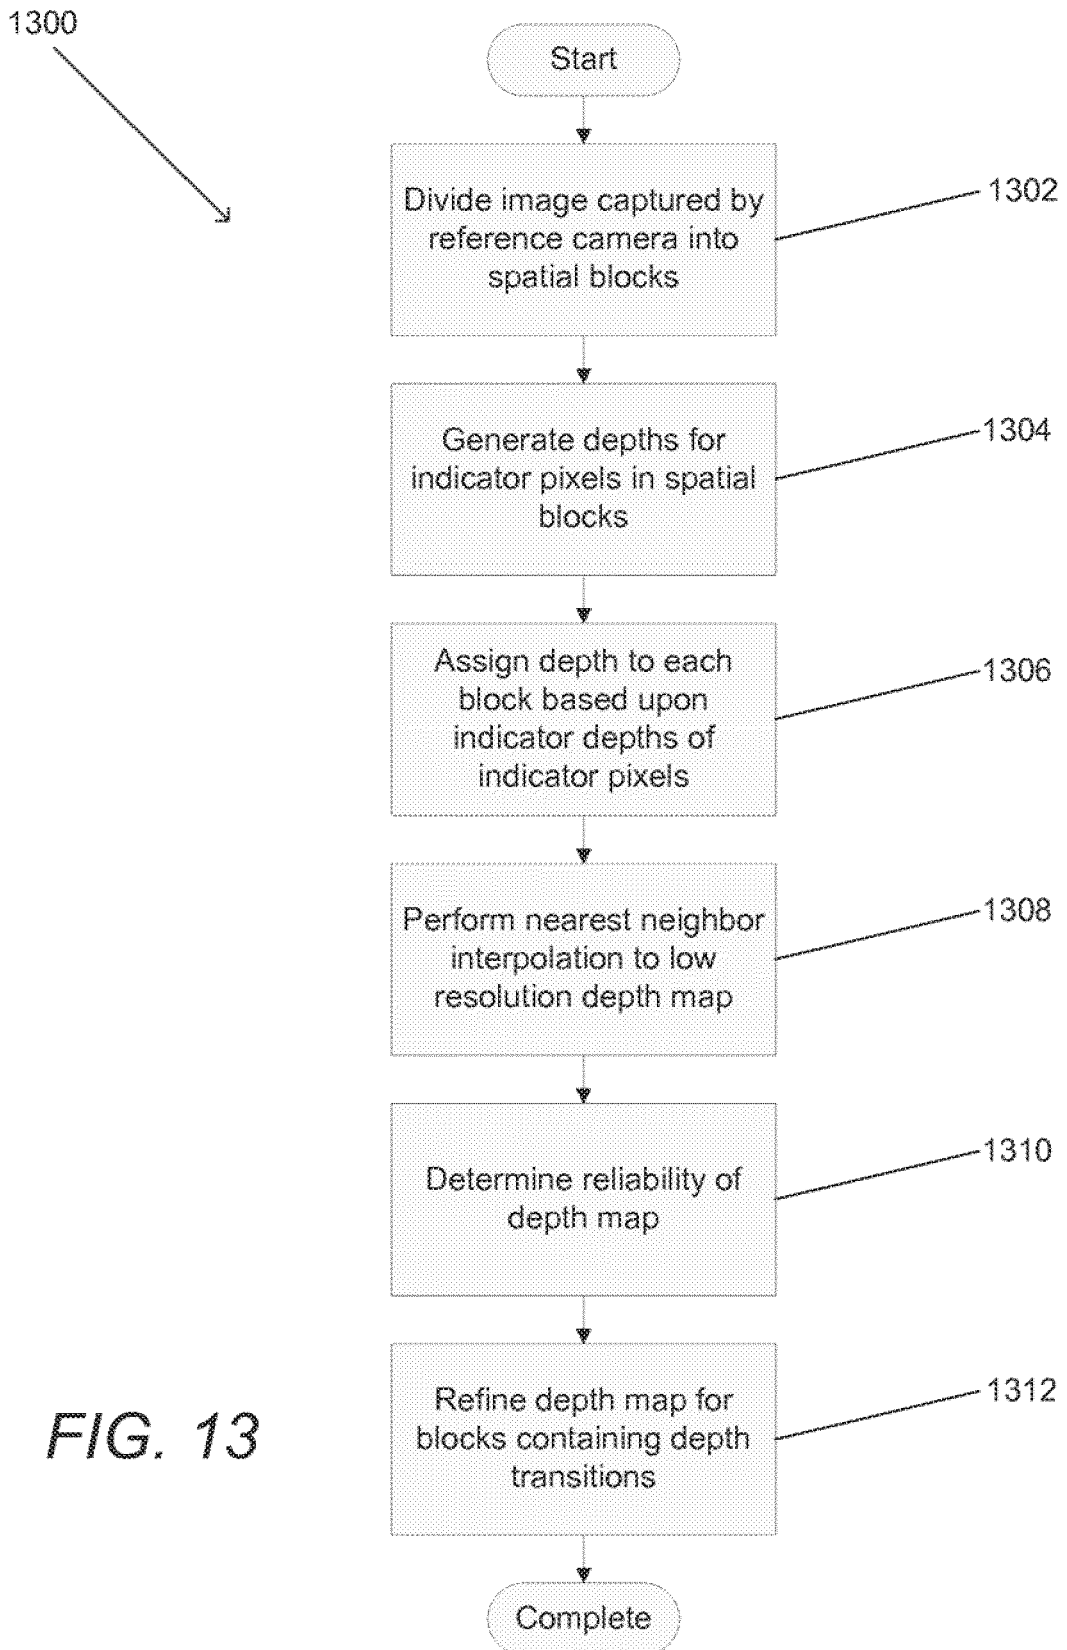 1300
Start
Divide image captured by
reference camera into
spatial blocks
1302
Generate depths for
indicator pixels in spatial
blocks
1304
Assign depth to each
block based upon
indicator depths of
indicator pixels
1306
Perform nearest neighbor
interpolation to low
resolution depth map
1308
Determine reliability of
depth map
1310
Refine depth map for
blocks containing depth
transitions
1312
FIG. 13
Complete